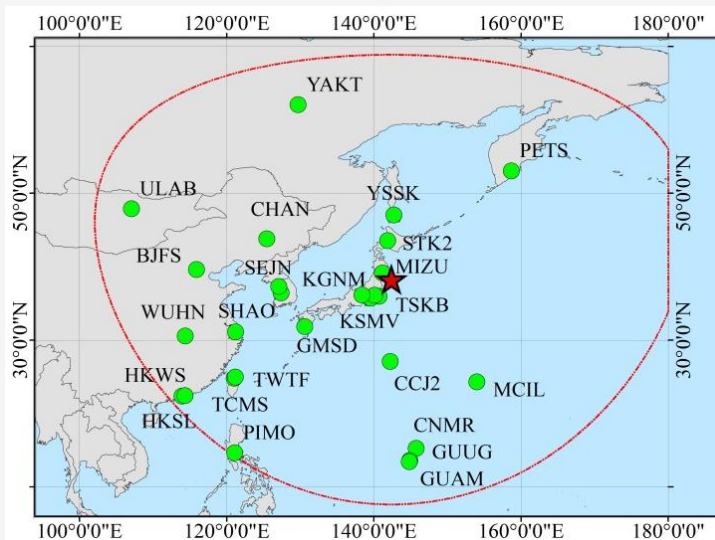 100°0'0"E 120°0'0"E 140°0'0"E 160°0'0"E 180°0'0"
YAKT
PETS
50°0'0"N 50°0'0"N
ULAB
YSSK
CHAN
STK2
BJFS
SEJN
MIZU
KGNM
WUHN
SHAO
TSKB
KSMV
30°0'0"N 30°0'0"N
GMSD
HKWS
TWTF
CCJ2
MCIL
HKSL
TCMS
CNMR
PIMO
GUUG
GUAM
100°0'0"E 120°0'0"E 140°0'0"E 160°0'0"E 180°0'0"